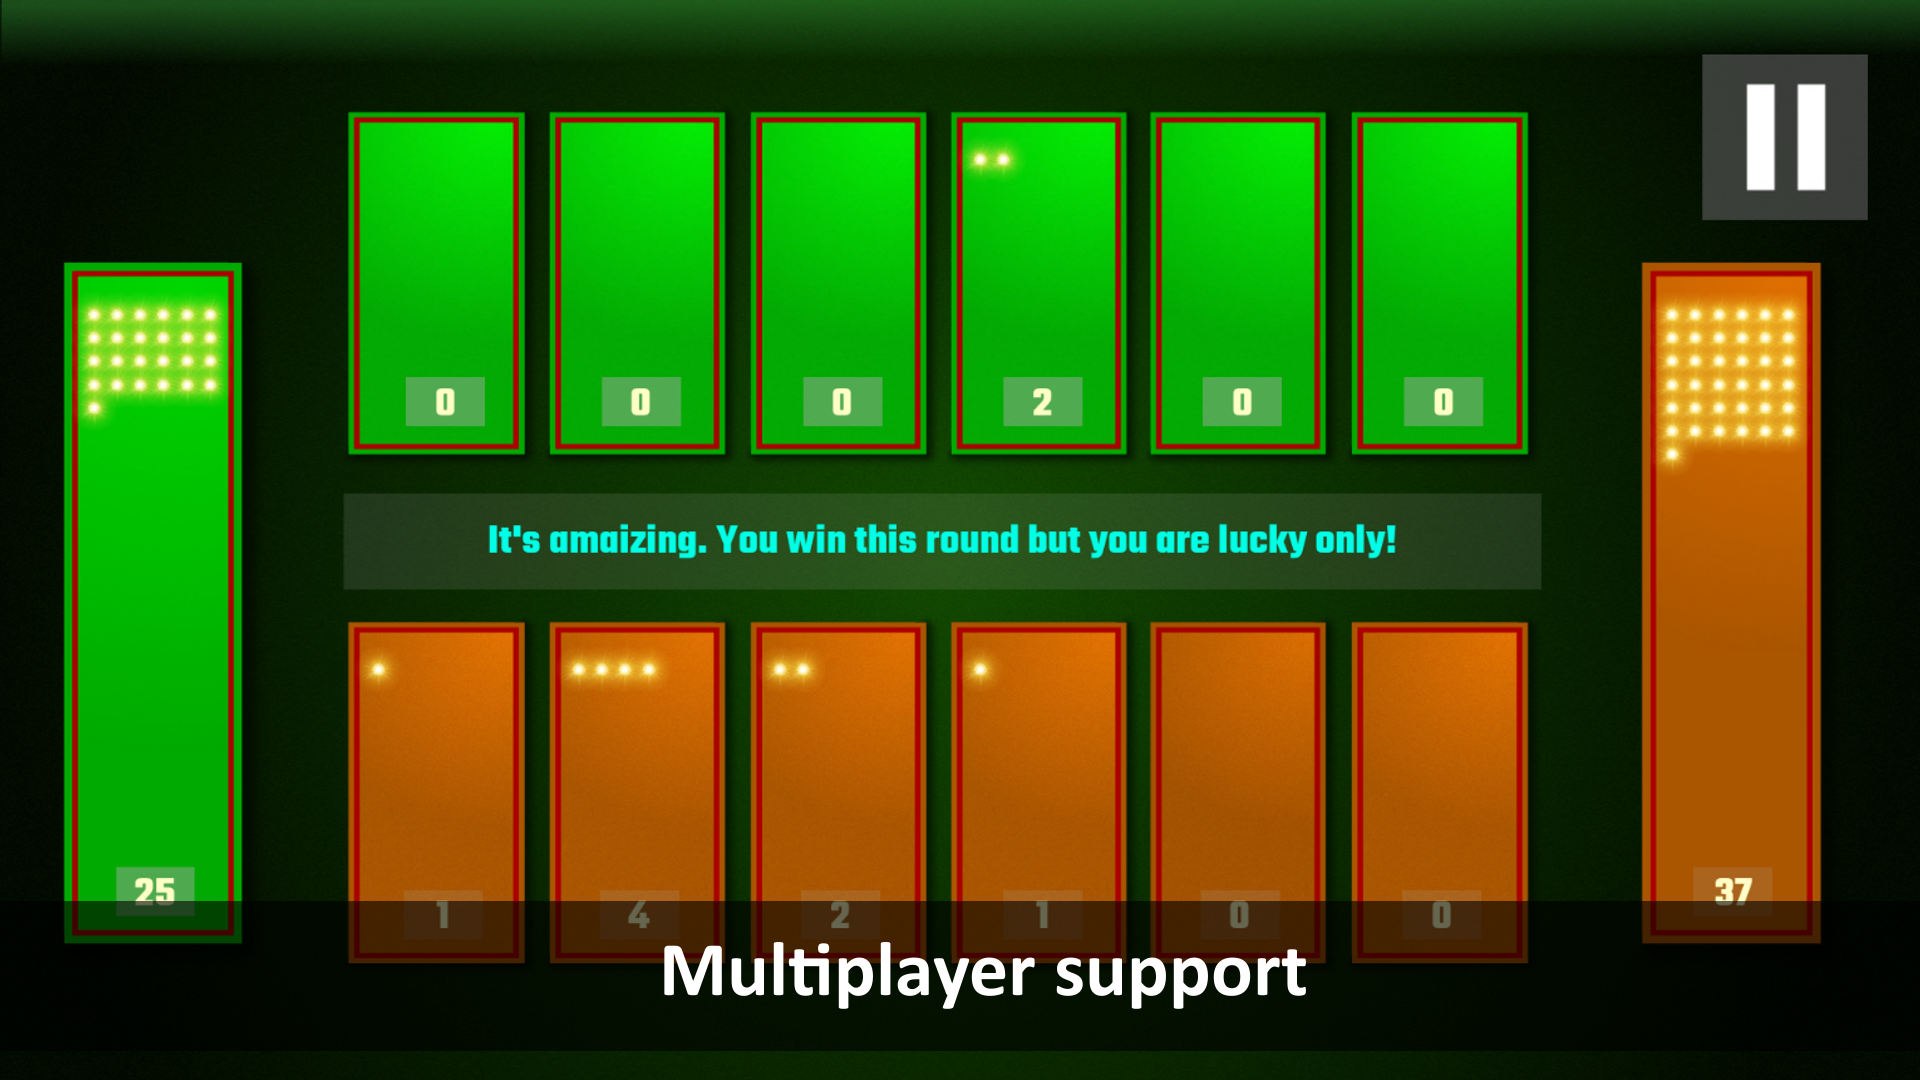 0 0 0 2 0 0
It's amaizing. You win this round but you are lucky only!
25
37
1 4 2 1 0 0
Multiplayer support